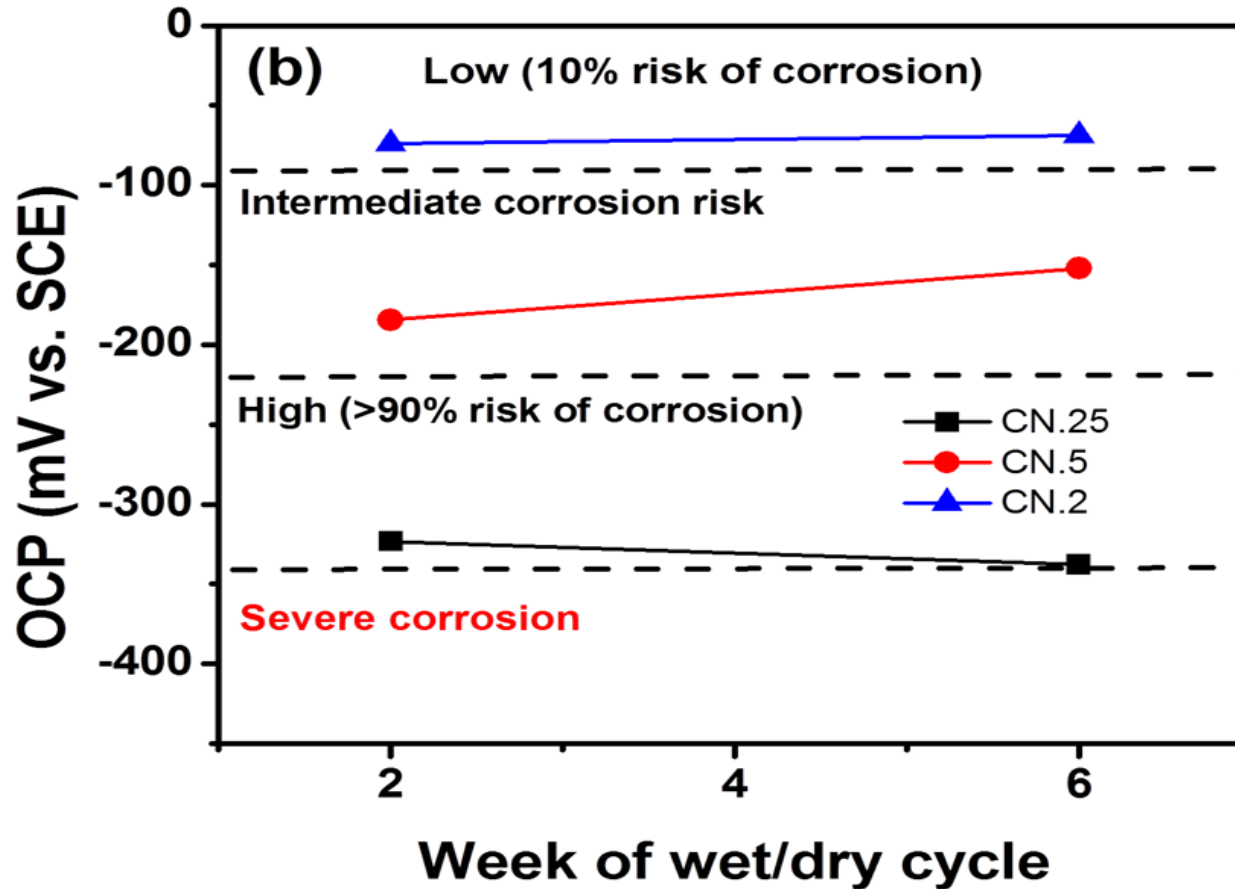 (b)
Low (10% risk of corrosion)
Intermediate corrosion risk
High (>90% risk of corrosion)
CN.25
CN.5
CN.2
Severe corrosion
0
-100
-200
-300
-400
OCP (mV vs. SCE)
2 4 6
Week of wet/dry cycle